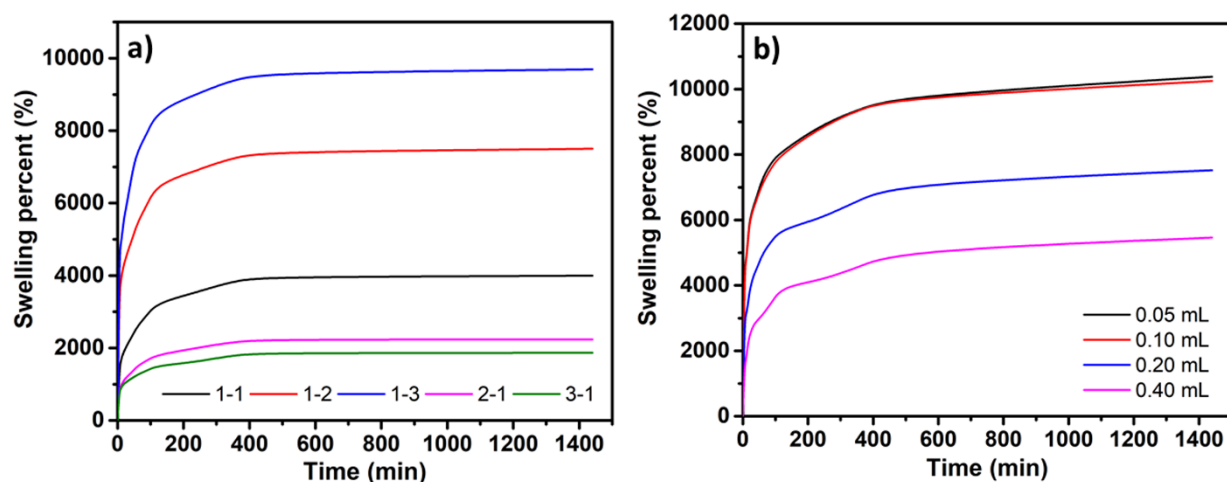 a)
Swelling percent (%)
10000
8000
6000
4000
2000
0
1-1 1-2 1-3 2-1 3-1
0 200 400 600 800 1000 1200 1400
Time (min)
b)
Swelling percent (%)
12000
10000
8000
6000
4000
2000
0
0.05 mL
0.10 mL
0.20 mL
0.40 mL
0 200 400 600 800 1000 1200 1400
Time (min)